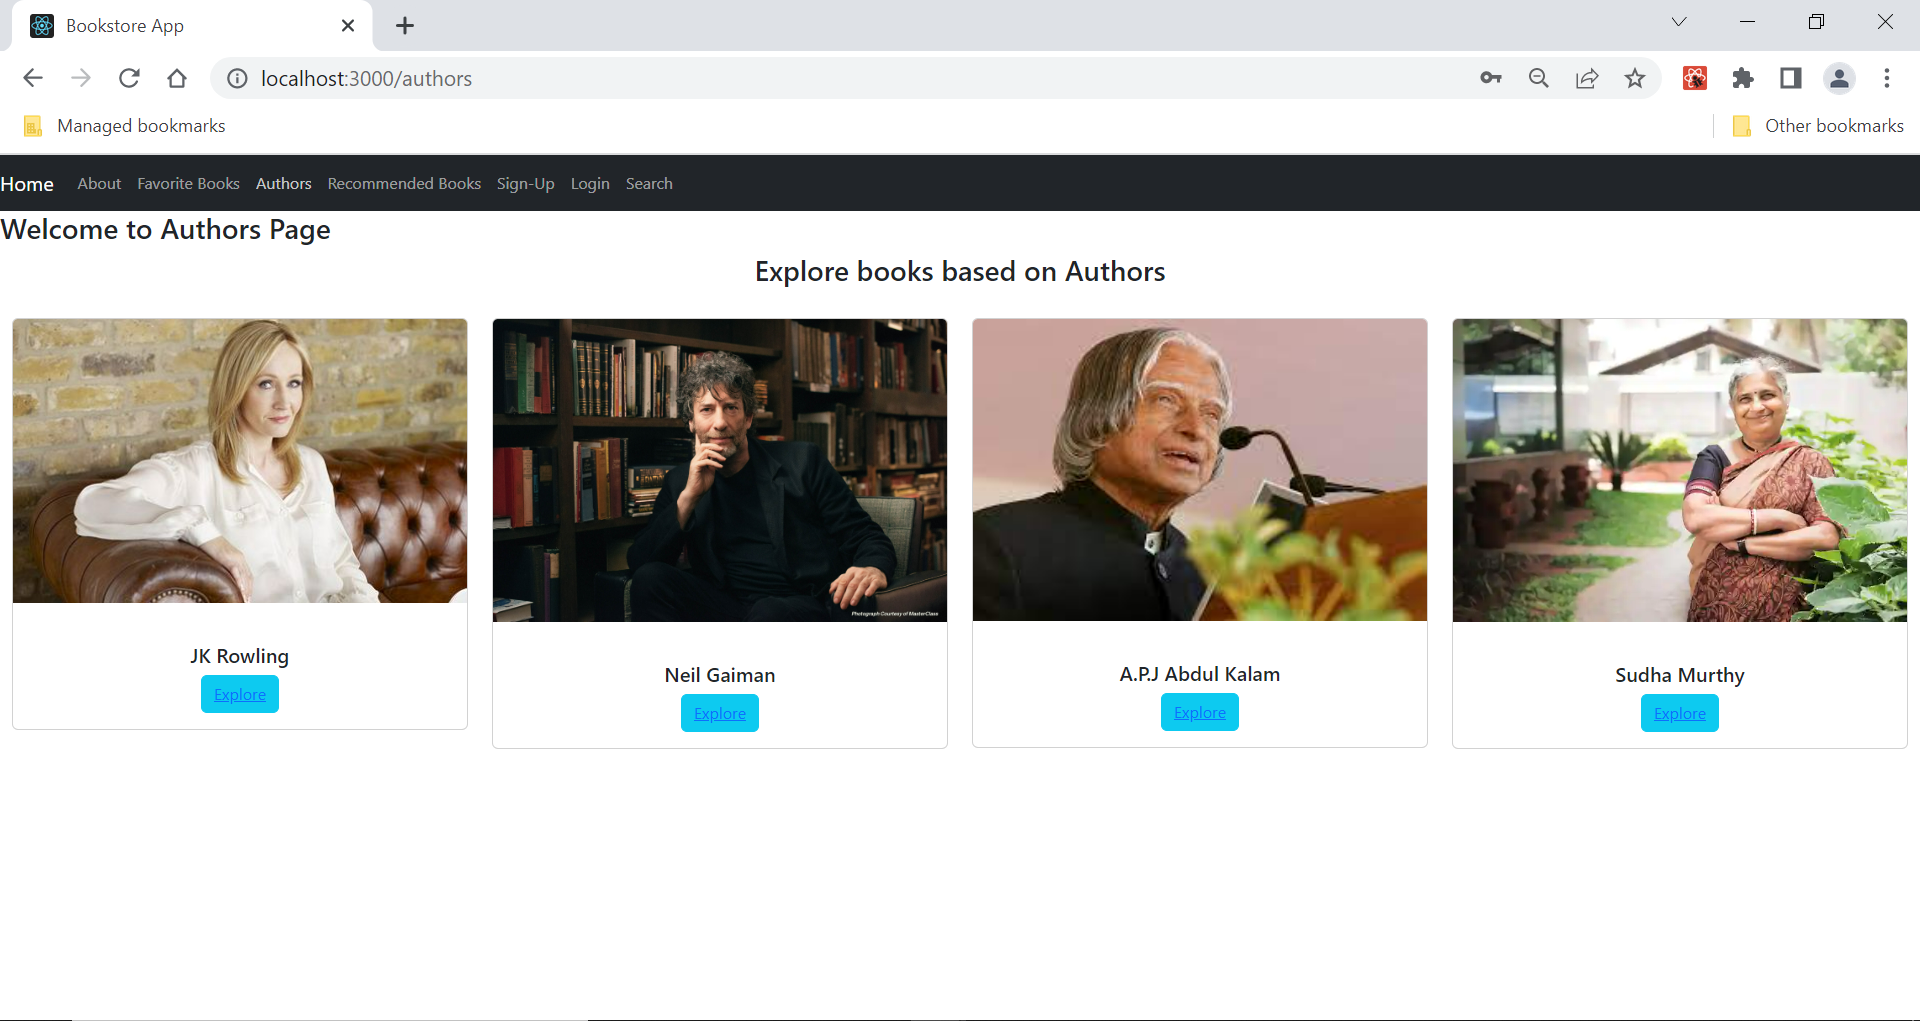 Bookstore App
localhost:3000/authors
Managed bookmarks
Other bookmarks
Home About Favorite Books Authors Recommended Books Sign-Up Login Search
Welcome to Authors Page
Explore books based on Authors
Photograph Courtesy of MasterClass
JK Rowling
Explore
Neil Gaiman
Explore
A.P.J Abdul Kalam
Explore
Sudha Murthy
Explore